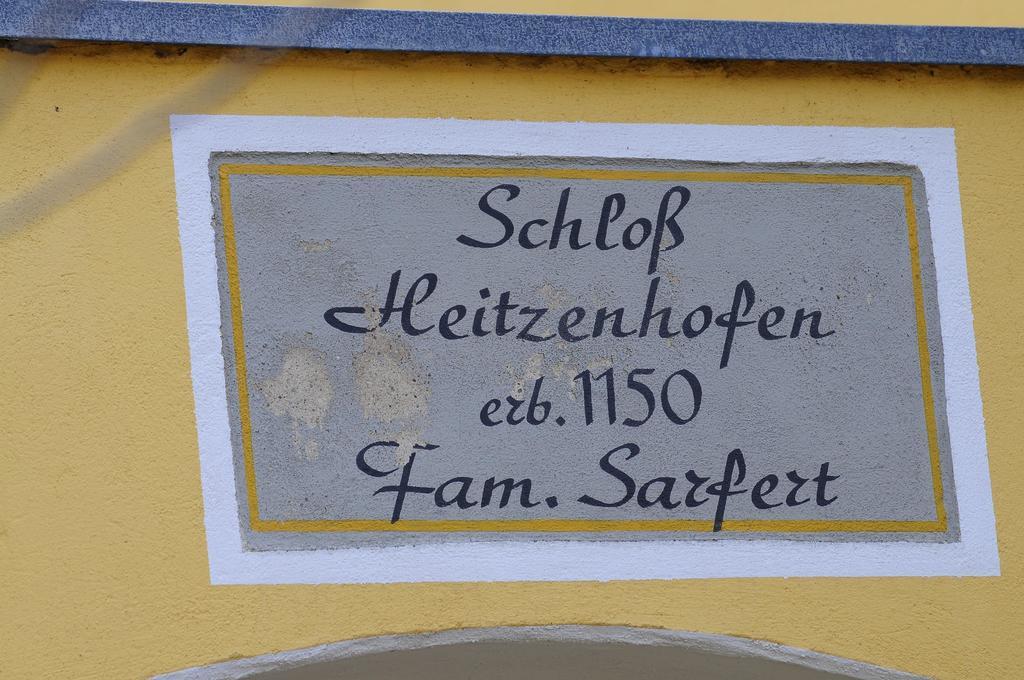 Schloß
Heitzenhofen
erb. 1150
Fam. Sarfert